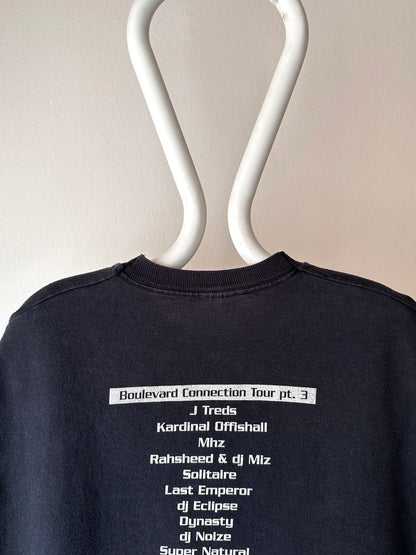 Boulevard Connection Tour pt. 3
J Treds
Kardinal Offishall
Mhz
Rahsheed & dj Miz
Solitaire
Last Emperor
dj Eclipse
Dynasty
dj Noize
Super Natural